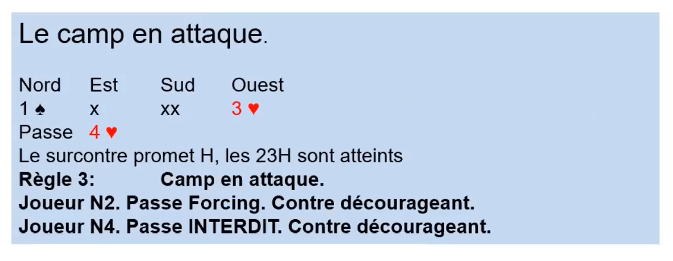 Le camp en attaque.
Nord Est Sud Ouest
1 ♠ x xx 3 ♥
Passe 4 ♥
Le surcontre promet H, les 23H sont atteints
Règle 3: Camp en attaque.
Joueur N2. Passe Forcing. Contre décourageant.
Joueur N4. Passe INTERDIT. Contre décourageant.